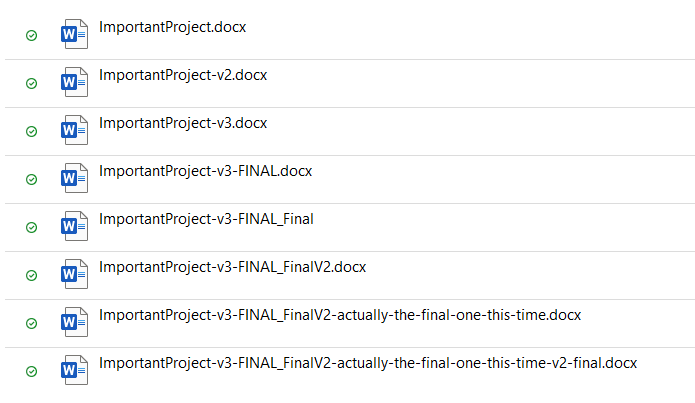 ImportantProject.docx
ImportantProject-v2.docx
ImportantProject-v3.docx
ImportantProject-v3-FINAL.docx
ImportantProject-v3-FINAL_Final
ImportantProject-v3-FINAL_FinalV2.docx
ImportantProject-v3-FINAL_FinalV2-actually-the-final-one-this-time.docx
ImportantProject-v3-FINAL_FinalV2-actually-the-final-one-this-time-v2-final.docx